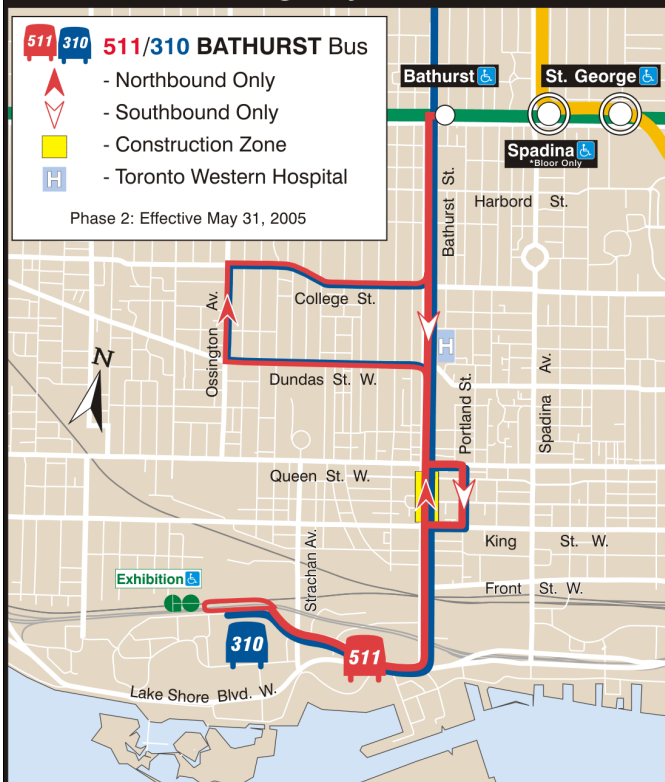 511 310 511/310 BATHURST Bus
- Northbound Only
- Southbound Only
- Construction Zone
H - Toronto Western Hospital
Phase 2: Effective May 31, 2005
Bathurst
St. George
Spadina
*Bloor Only
Bathurst St.
Harbord St.
College St.
Ossington Av.
H
N
Dundas St. W.
Portland St.
Spadina Av.
Queen St. W.
King St. W.
Strachan Av.
Exhibition
Front St. W.
310
511
Lake Shore Blvd. W.